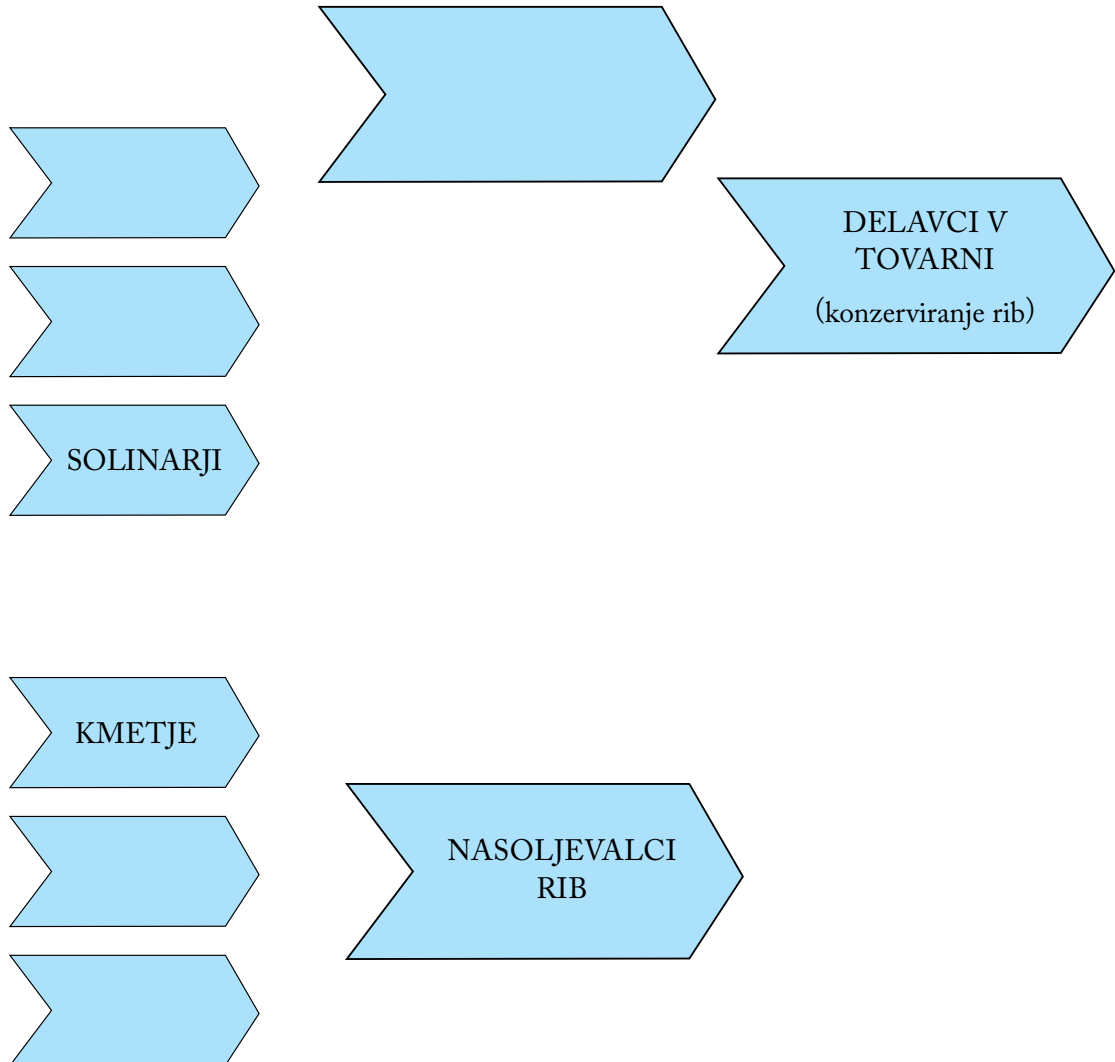 DELAVCI V
TOVARNI
(konzerviranje rib)
SOLINARJI
KMETJE
NASOLJEVALCI
RIB